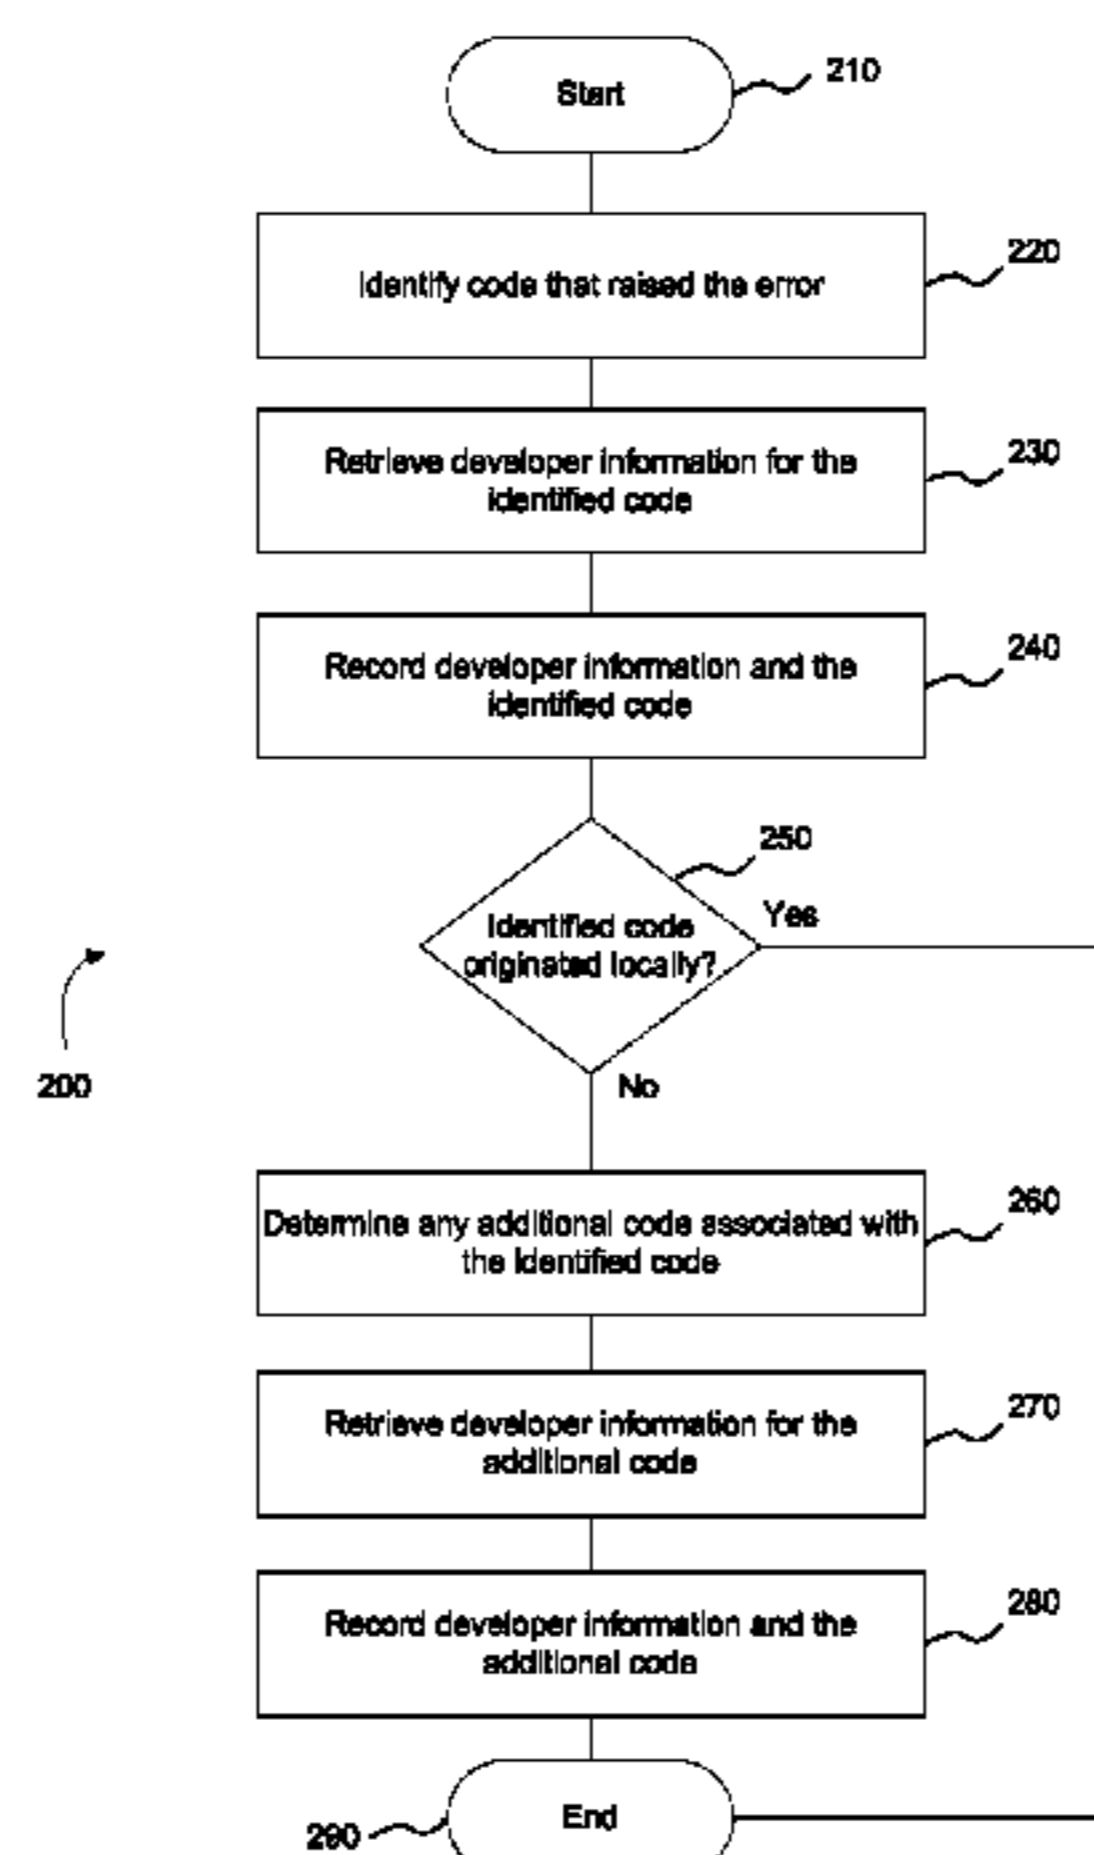 Start
210
Identify code that raised the error
220
Retrieve developer information for the
identified code
230
Record developer information and the
identified code
240
250
Identified code
originated locally?
Yes
200
No
Determine any additional code associated with
the identified code
260
Retrieve developer information for the
additional code
270
Record developer information and the
additional code
280
End
290